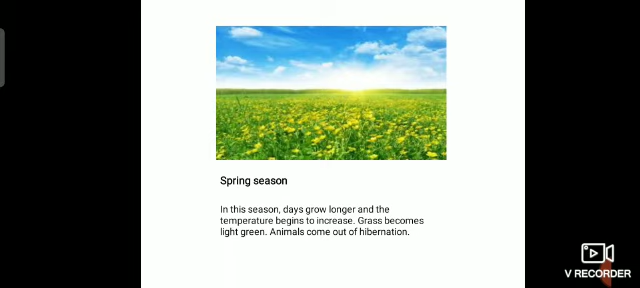 Spring season
In this season, days grow longer and the
temperature begins to increase. Grass becomes
light green. Animals come out of hibernation.
V RECORDER